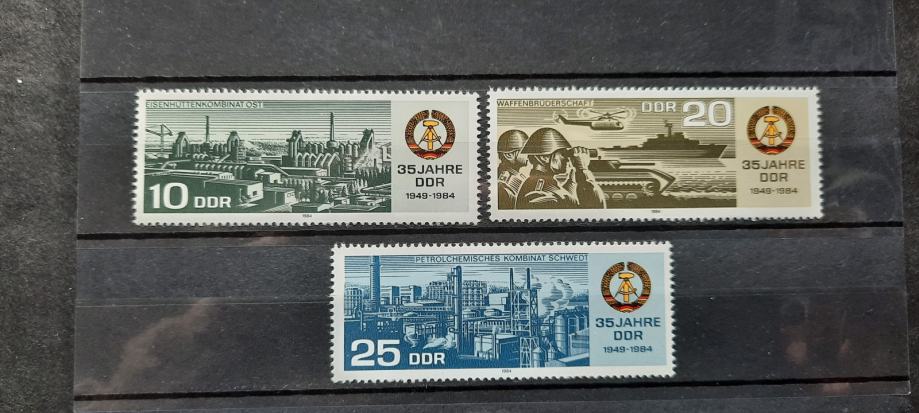 EISENHÜTTENKOMBINAT OST
10 DDR
35 JAHRE
DDR
1949-1984
1984
WAFFENBRÜDERSCHAFT
DDR 20
35 JAHRE
DDR
1949-1984
1984
PETROLCHEMISCHES KOMBINAT SCHWEDT
25 DDR
35 JAHRE
DDR
1949-1984
1984